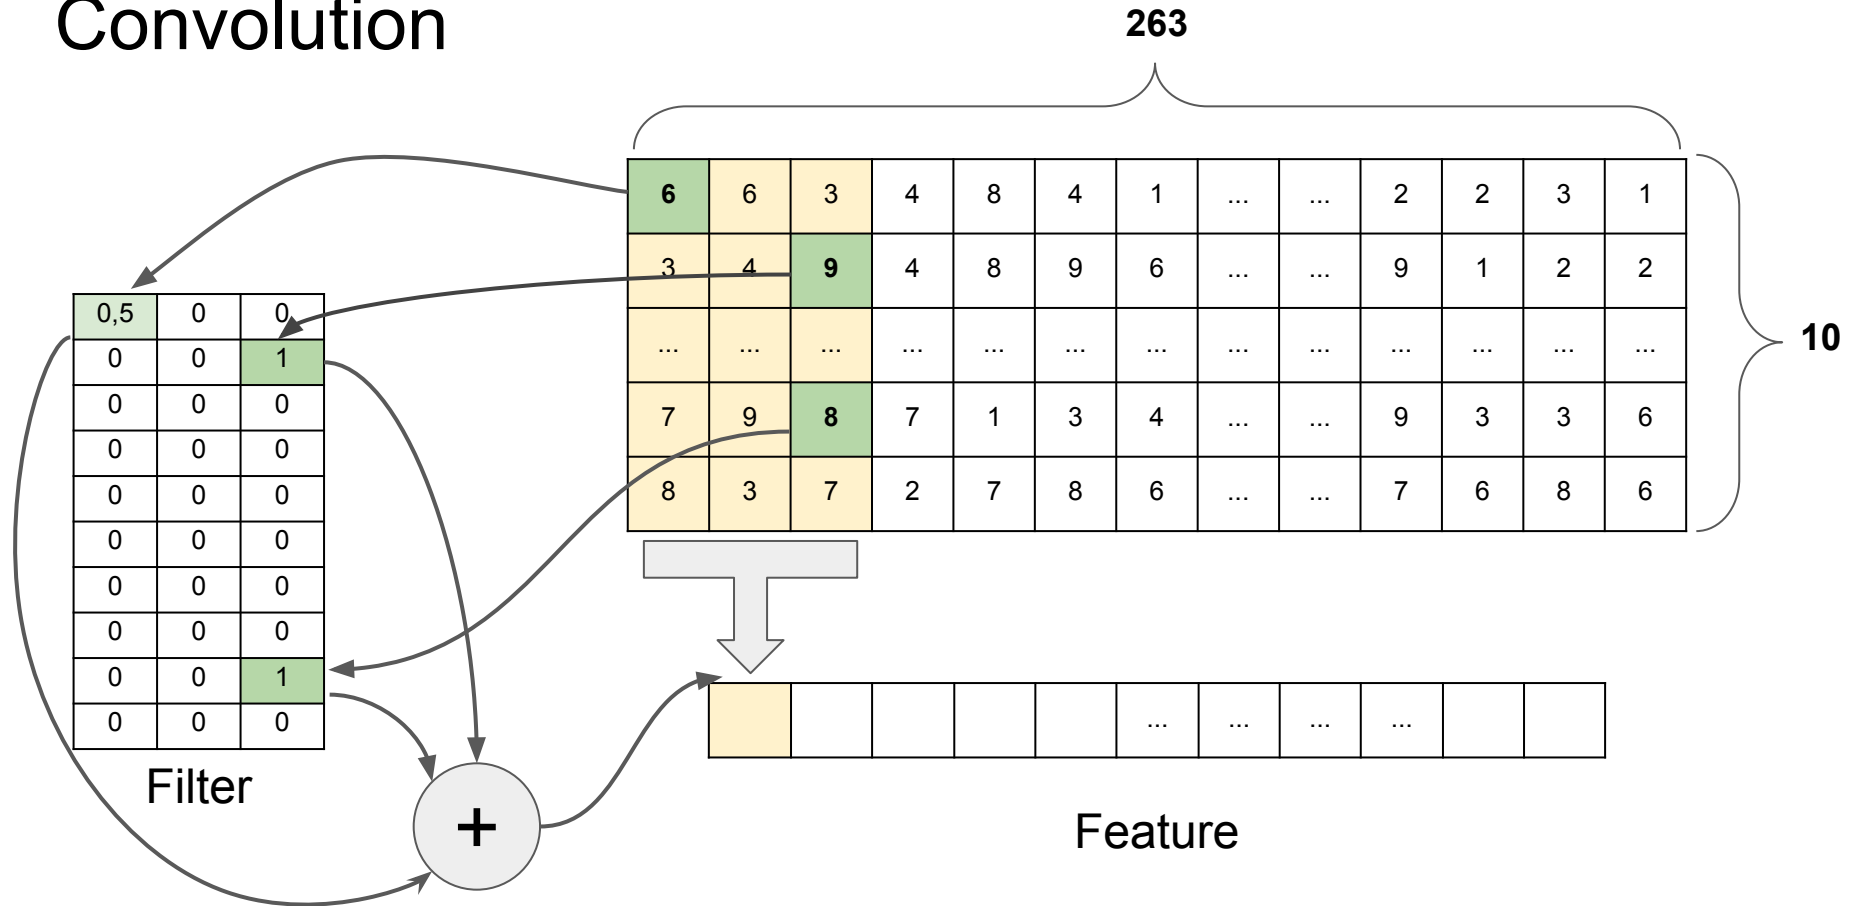 Convolution
263
6 6 3 4 8 4 1 ... ... 2 2 3 1
3 4 9 4 8 9 6 ... ... 9 1 2 2
... ... ... ... ... ... ... ... ... ... ... ... ...
7 9 8 7 1 3 4 ... ... 9 3 3 6
8 3 7 2 7 8 6 ... ... 7 6 8 6
10
0,5 0 0
0 0 1
0 0 0
0 0 0
0 0 0
0 0 0
0 0 0
0 0 0
0 0 1
0 0 0
Filter
+
... ... ... ...
Feature